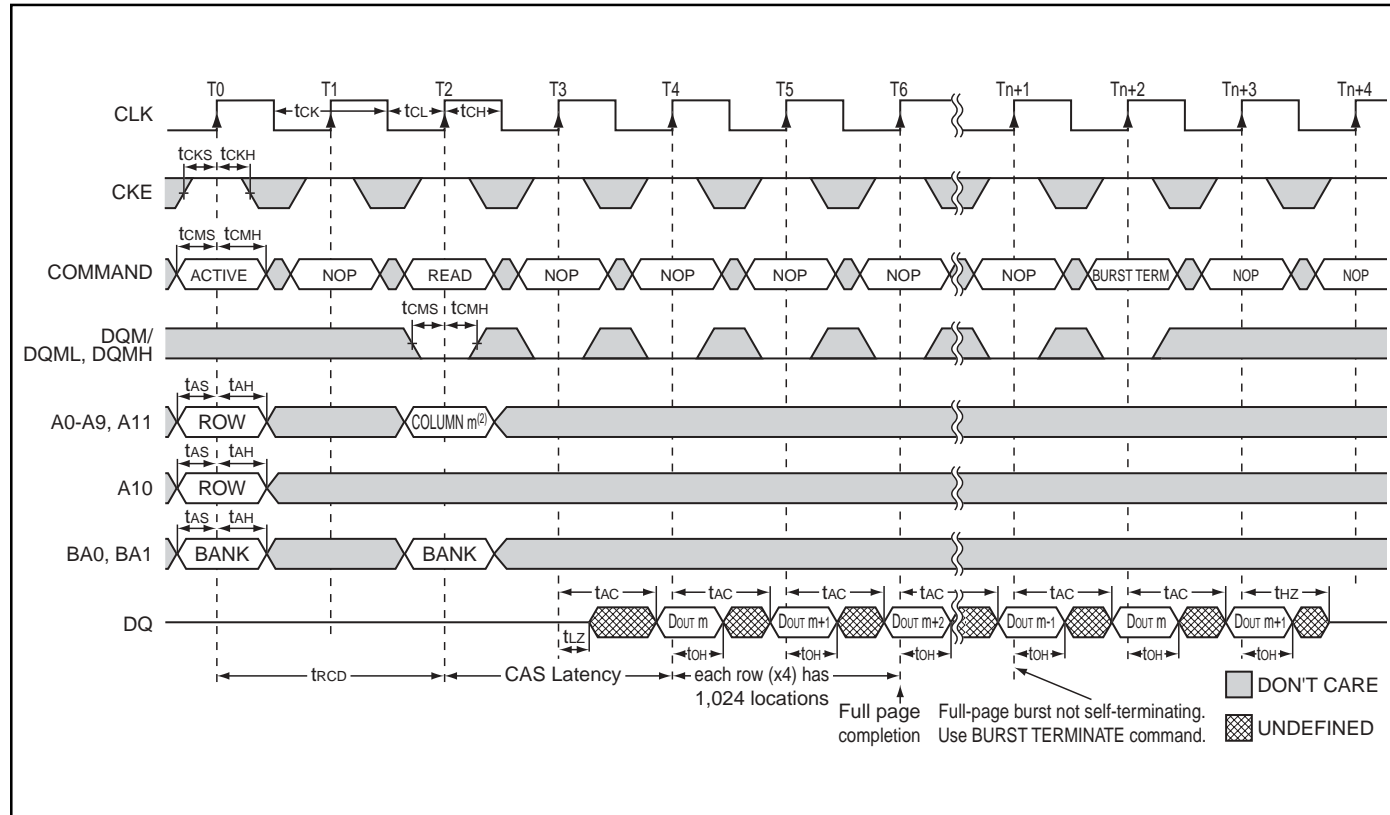 T0 T1 T2 T3 T4 T5 T6 Tn+1 Tn+2 Tn+3 Tn+4
CLK tCK tCL tCH
tCKS tCKH
CKE
tCMS tCMH
COMMAND ACTIVE NOP READ NOP NOP NOP NOP NOP BURST TERM NOP NOP
tCMS tCMH
DQM/
DQML, DQMH
tAS tAH
A0-A9, A11 ROW COLUMN m(2)
tAS tAH
A10 ROW
tAS tAH
BA0, BA1 BANK BANK
tAC tAC tAC tAC tAC tAC tHZ
DQ DOUT m DOUT m+1 DOUT m+2 DOUT m-1 DOUT m DOUT m+1
tLZ tOH tOH tOH tOH tOH tOH
tRCD CAS Latency each row (x4) has
1,024 locations
Full page
completion
Full-page burst not self-terminating.
Use BURST TERMINATE command.
DON'T CARE
UNDEFINED